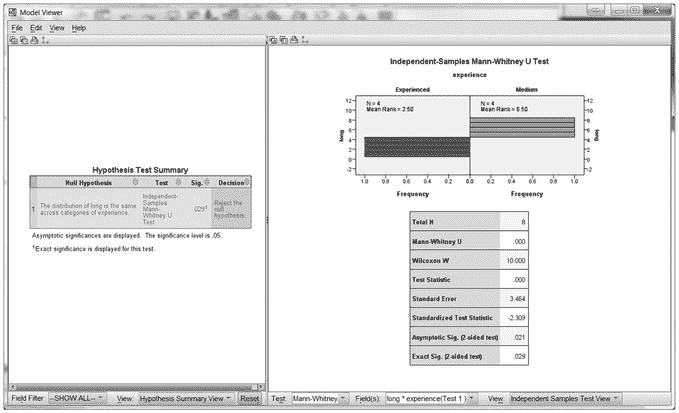 Model Viewer
File Edit View Help
Hypothesis Test Summary
Null Hypothesis Test Sig. Decision
1 The distribution of long is the same across categories of experience. Independent-Samples Mann-Whitney U Test .029¹ Reject the null hypothesis.
Asymptotic significances are displayed. The significance level is .05.
¹Exact significance is displayed for this test.
Field Filter: --SHOW ALL-- View: Hypothesis Summary View Reset
Independent-Samples Mann-Whitney U Test
experience
Experienced Medium
N = 4
Mean Rank = 2.50
N = 4
Mean Rank = 6.50
long
12
10
8
6
4
2
0
-2
long
12
10
8
6
4
2
0
-2
1.0 0.8 0.6 0.4 0.2 0.0 0.2 0.4 0.6 0.8 1.0
Frequency Frequency
Total N 8
Mann-Whitney U .000
Wilcoxon W 10.000
Test Statistic .000
Standard Error 3.464
Standardized Test Statistic -2.309
Asymptotic Sig. (2-sided test) .021
Exact Sig. (2-sided test) .029
Test: Mann-Whitney Field(s): long * experience(Test 1) View: Independent Samples Test View